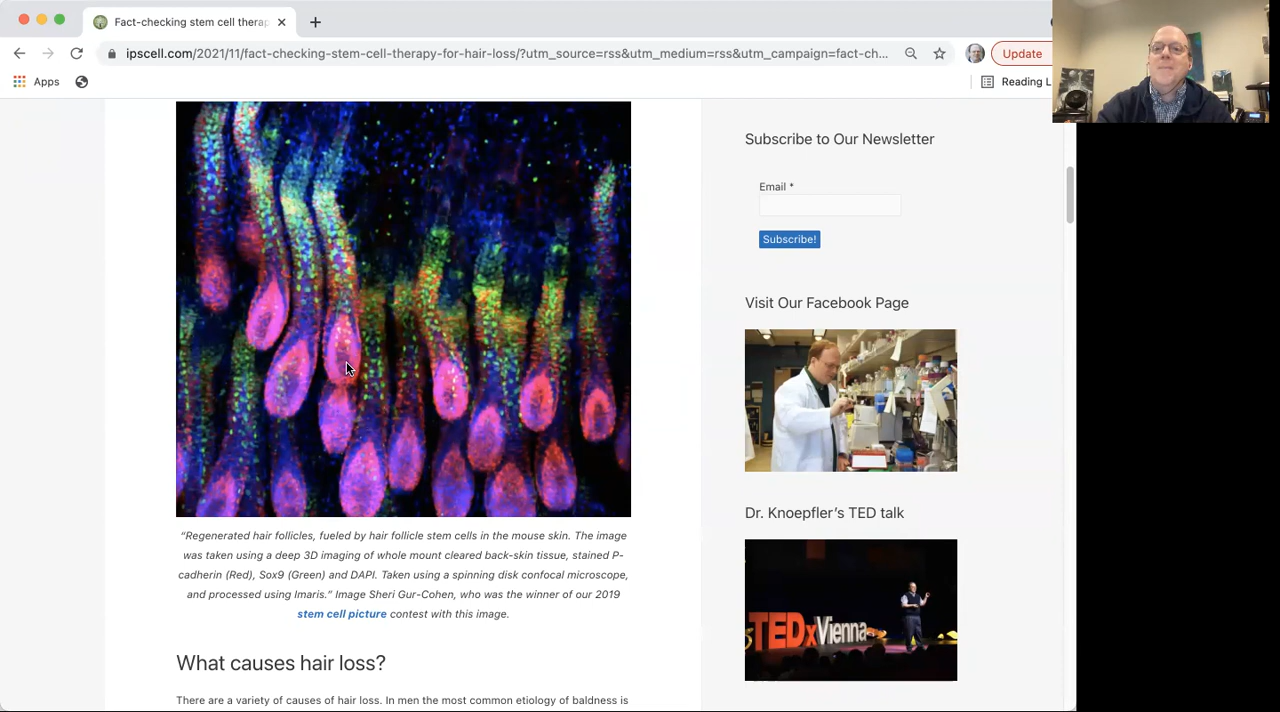 Fact-checking stem cell therap
ipscell.com/2021/11/fact-checking-stem-cell-therapy-for-hair-loss/?utm_source=rss&utm_medium=rss&utm_campaign=fact-ch...
Update
Apps
Reading L
Subscribe to Our Newsletter
Email *
Subscribe!
Visit Our Facebook Page
Dr. Knoepfler's TED talk
TEDxVienna
“Regenerated hair follicles, fueled by hair follicle stem cells in the mouse skin. The image
was taken using a deep 3D imaging of whole mount cleared back-skin tissue, stained P-
cadherin (Red), Sox9 (Green) and DAPI. Taken using a spinning disk confocal microscope,
and processed using Imaris.” Image Sheri Gur-Cohen, who was the winner of our 2019
stem cell picture contest with this image.
What causes hair loss?
There are a variety of causes of hair loss. In men the most common etiology of baldness is